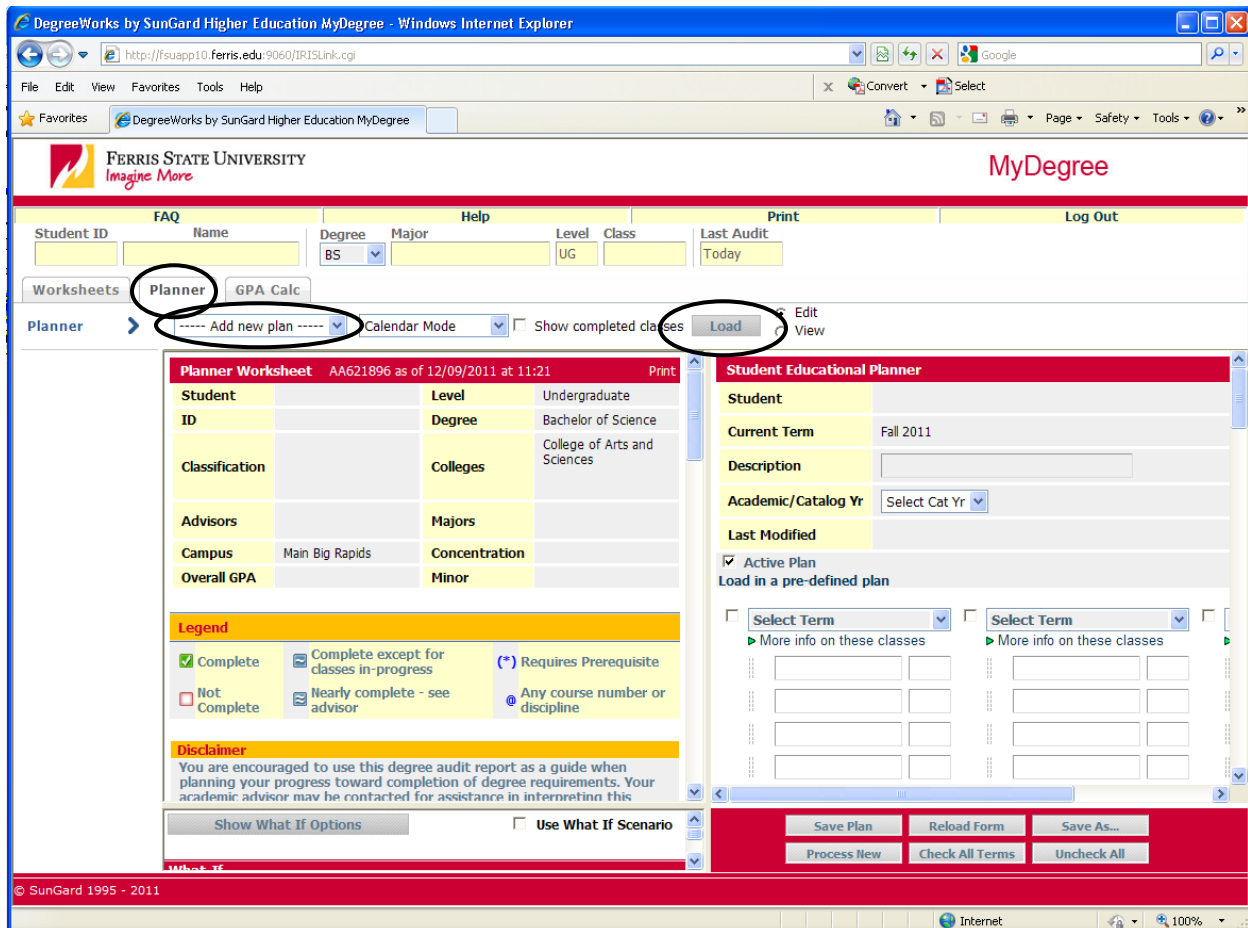 DegreeWorks by SunGard Higher Education MyDegree - Windows Internet Explorer
http://fsuapp10.ferris.edu:9060/IRISLink.cgi
Google
File Edit View Favorites Tools Help
x Convert Select
Favorites DegreeWorks by SunGard Higher Education MyDegree
Page Safety Tools »
FERRIS STATE UNIVERSITY
Imagine More
MyDegree
FAQ Help Print Log Out
Student ID Name Degree Major Level Class Last Audit
BS UG Today
Worksheets Planner GPA Calc
Planner ----- Add new plan ----- Calendar Mode Show completed classes Load Edit
View
Planner Worksheet AA621896 as of 12/09/2011 at 11:21 Print
Student Level Undergraduate
ID Degree Bachelor of Science
Classification Colleges College of Arts and
Sciences
Advisors Majors
Campus Main Big Rapids Concentration
Overall GPA Minor
Legend
Complete
Complete except for
classes in-progress
(*) Requires Prerequisite
Not
Complete
Nearly complete - see
advisor
@ Any course number or
discipline
Disclaimer
You are encouraged to use this degree audit report as a guide when
planning your progress toward completion of degree requirements. Your
academic advisor may be contacted for assistance in interpreting this
Show What If Options Use What If Scenario
What If
Student Educational Planner
Student
Current Term Fall 2011
Description
Academic/Catalog Yr Select Cat Yr
Last Modified
Active Plan
Load in a pre-defined plan
Select Term Select Term
More info on these classes More info on these classes
Save Plan Reload Form Save As...
Process New Check All Terms Uncheck All
© SunGard 1995 - 2011
Internet 100%